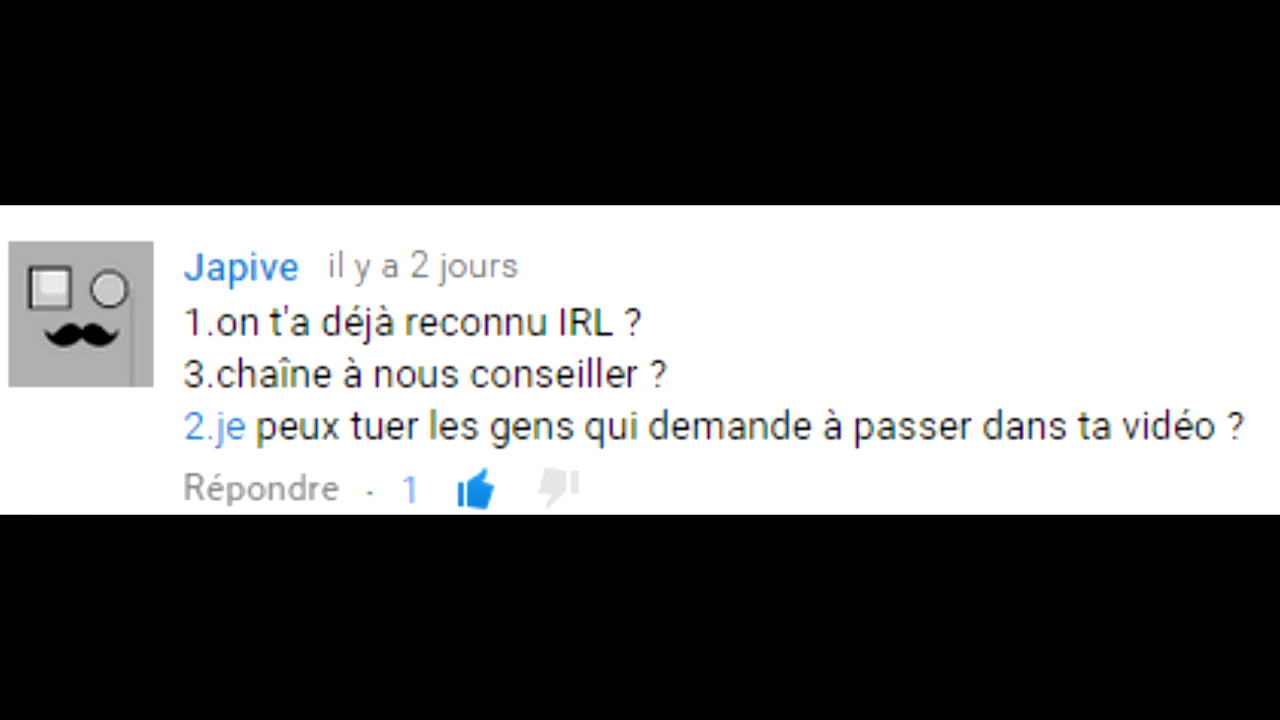 Japive il y a 2 jours
1.on t'a déjà reconnu IRL ?
3.chaîne à nous conseiller ?
2.je peux tuer les gens qui demande à passer dans ta vidéo ?
Répondre · 1